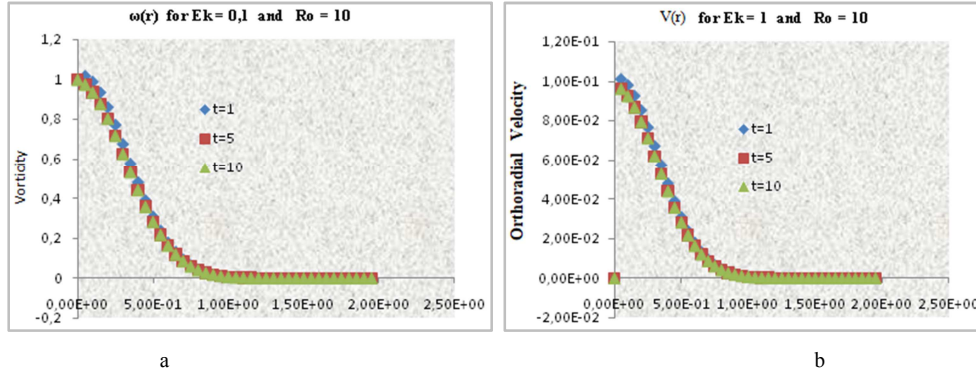 ω(r) for Ek = 0,1 and Ro = 10
1,2
1
0,8
0,6
0,4
0,2
0
-0,2
Vorticity
t=1
t=5
t=10
0,00E+00 5,00E-01 1,00E+00 1,50E+00 2,00E+00 2,50E+00
a
V(r) for Ek = 1 and Ro = 10
1,20E-01
1,00E-01
8,00E-02
6,00E-02
4,00E-02
2,00E-02
0,00E+00
-2,00E-02
Orthoradial Velocity
t=1
t=5
t=10
0,00E+00 5,00E-01 1,00E+00 1,50E+00 2,00E+00 2,50E+00
b